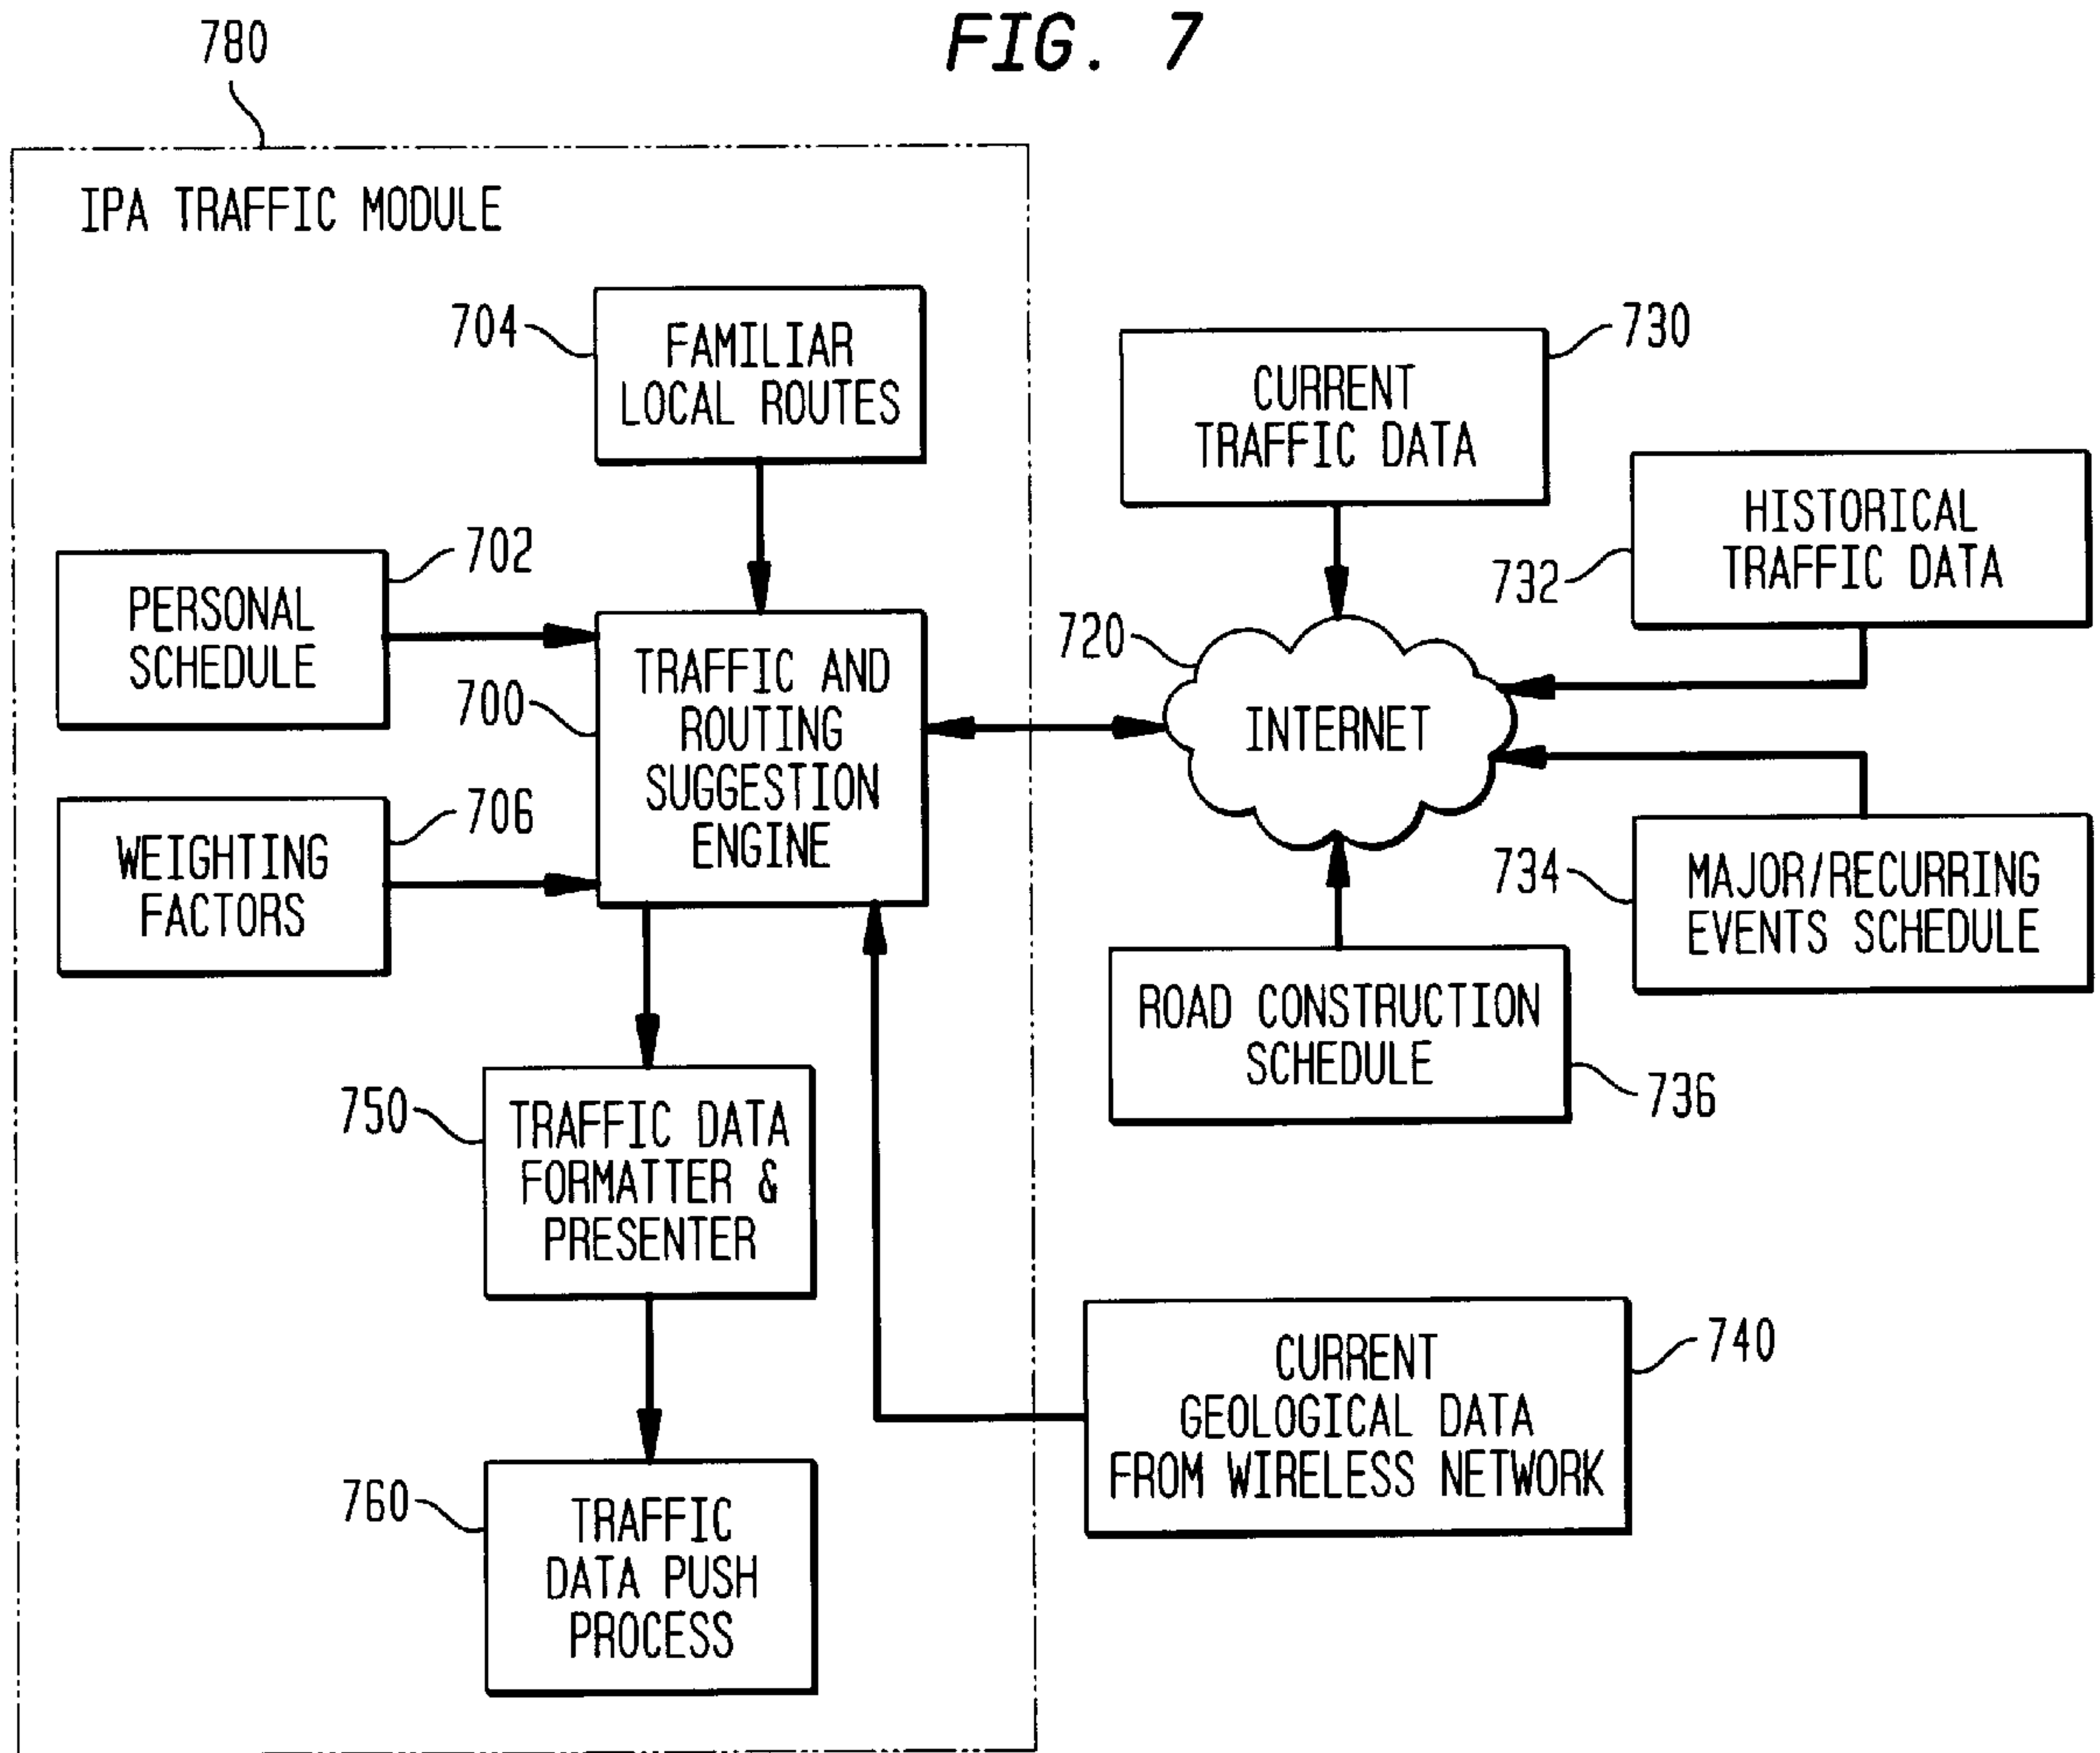 FIG. 7
780
IPA TRAFFIC MODULE
704
FAMILIAR
LOCAL ROUTES
730
CURRENT
TRAFFIC DATA
732
HISTORICAL
TRAFFIC DATA
702
PERSONAL
SCHEDULE
700
TRAFFIC AND
ROUTING
SUGGESTION
ENGINE
720
INTERNET
706
WEIGHTING
FACTORS
734
MAJOR/RECURRING
EVENTS SCHEDULE
ROAD CONSTRUCTION
SCHEDULE
736
750
TRAFFIC DATA
FORMATTER &
PRESENTER
740
CURRENT
GEOLOGICAL DATA
FROM WIRELESS NETWORK
760
TRAFFIC
DATA PUSH
PROCESS